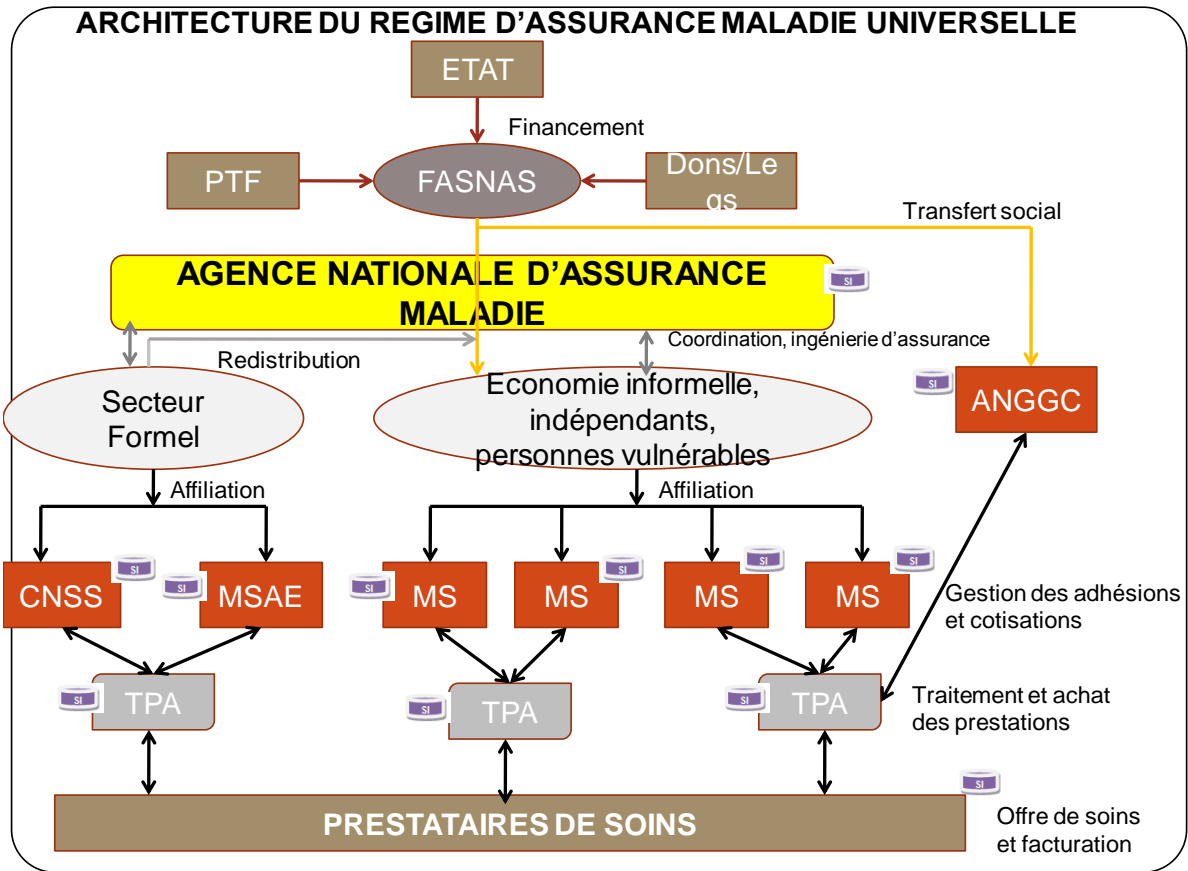 ARCHITECTURE DU REGIME D'ASSURANCE MALADIE UNIVERSELLE
ETAT
Financement
PTF
FASNAS
Dons/Le
gs
Transfert social
AGENCE NATIONALE D'ASSURANCE
MALADIE
SI
Redistribution
Coordination, ingénierie d'assurance
Secteur
Formel
Economie informelle,
indépendants,
personnes vulnérables
SI
ANGGC
Affiliation
Affiliation
CNSS
SI
SI
MSAE
SI
MS
MS
SI
MS
SI
MS
SI
Gestion des adhésions
et cotisations
SI
TPA
SI
TPA
SI
TPA
Traitement et achat
des prestations
PRESTATAIRES DE SOINS
SI
Offre de soins
et facturation